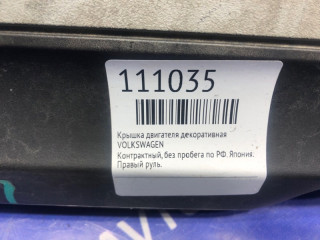 111035
Крышка двигателя декоративная
VOLKSWAGEN
Контрактный, без пробега по РФ. Япония.
Правый руль.